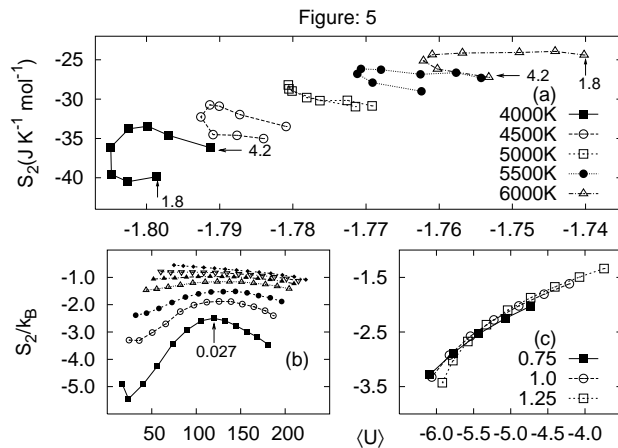 Figure: 5
S2(J K-1 mol-1)
-25
-30
-35
-40
4.2
1.8
4.2
1.8
(a)
4000K
4500K
5000K
5500K
6000K
-1.80 -1.79 -1.78 -1.77 -1.76 -1.75 -1.74
S2/kB
-1.0
-2.0
-3.0
-4.0
-5.0
0.027
(b)
50 100 150 200
-1.5
-2.5
-3.5
(c)
0.75
1.0
1.25
-6.0 -5.5 -5.0 -4.5 -4.0
⟨U⟩